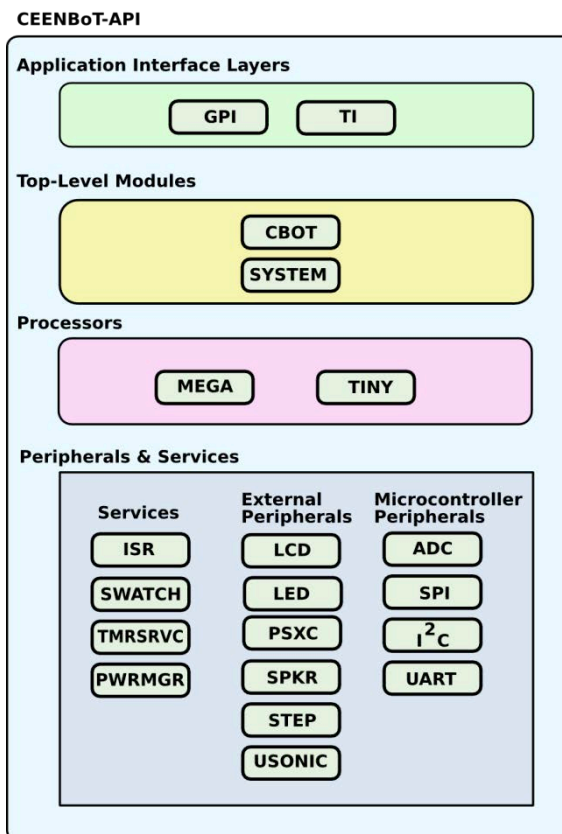 CEENBoT-API
Application Interface Layers
GPI TI
Top-Level Modules
CBOT
SYSTEM
Processors
MEGA TINY
Peripherals & Services
Services
ISR
SWATCH
TMRSRVC
PWRMGR
External
Peripherals
LCD
LED
PSXC
SPKR
STEP
USONIC
Microcontroller
Peripherals
ADC
SPI
I²C
UART